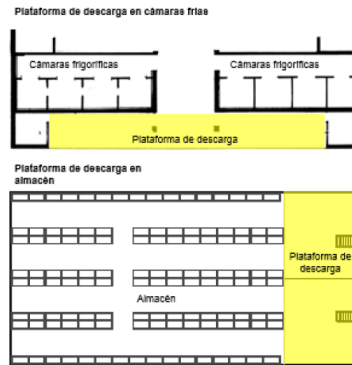 Plataforma de descarga en cámaras frías
Cámaras frigoríficas
Cámaras frigoríficas
Plataforma de descarga
Plataforma de descarga en
almacén
Plataforma de
descarga
Almacén